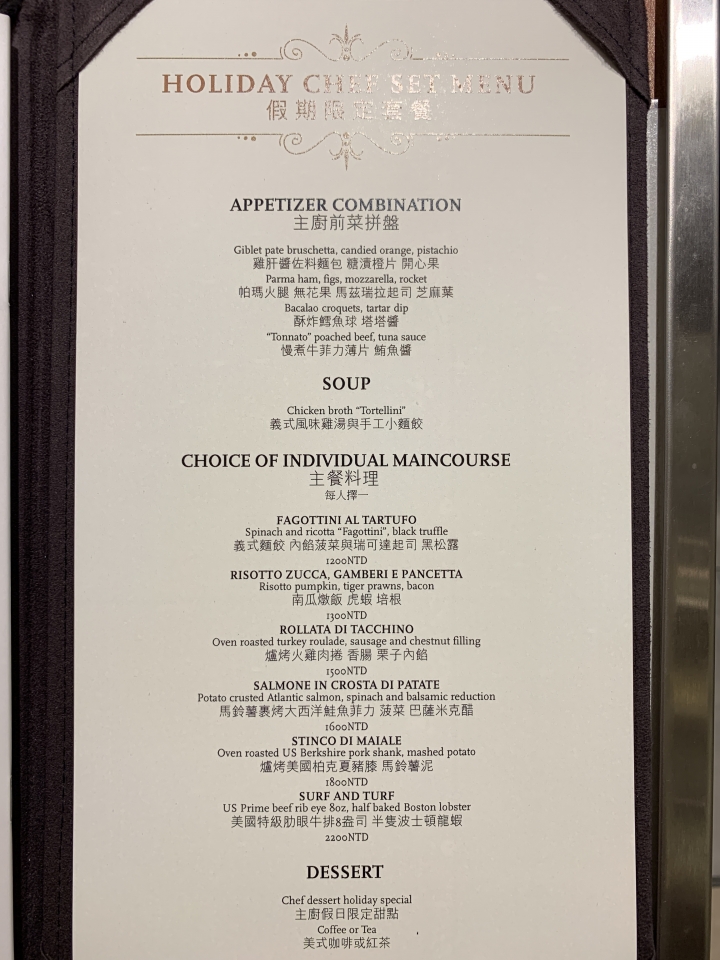 HOLIDAY CHEF SET MENU
假期限定套餐
APPETIZER COMBINATION
主廚前菜拼盤
Giblet pate bruschetta, candied orange, pistachio
雞肝醬佐料麵包 糖漬橙片 開心果
Parma ham, figs, mozzarella, rocket
帕瑪火腿 無花果 馬茲瑞拉起司 芝麻葉
Bacalao croquets, tartar dip
酥炸鱈魚球 塔塔醬
“Tonnato” poached beef, tuna sauce
慢煮牛菲力薄片 鮪魚醬
SOUP
Chicken broth “Tortellini”
義式風味雞湯與手工小麵餃
CHOICE OF INDIVIDUAL MAINCOURSE
主餐料理
每人擇一
FAGOTTINI AL TARTUFO
Spinach and ricotta “Fagottini”, black truffle
義式麵餃 內餡菠菜與瑞可達起司 黑松露
1200NTD
RISOTTO ZUCCA, GAMBERI E PANCETTA
Risotto pumpkin, tiger prawns, bacon
南瓜燉飯 虎蝦 培根
1300NTD
ROLLATA DI TACCHINO
Oven roasted turkey roulade, sausage and chestnut filling
爐烤火雞肉捲 香腸 栗子內餡
1500NTD
SALMONE IN CROSTA DI PATATE
Potato crusted Atlantic salmon, spinach and balsamic reduction
馬鈴薯裹烤大西洋鮭魚菲力 菠菜 巴薩米克醋
1600NTD
STINCO DI MAIALE
Oven roasted US Berkshire pork shank, mashed potato
爐烤美國柏克夏豬膝 馬鈴薯泥
1800NTD
SURF AND TURF
US Prime beef rib eye 8oz, half baked Boston lobster
美國特級肋眼牛排8盎司 半隻波士頓龍蝦
2200NTD
DESSERT
Chef dessert holiday special
主廚假日限定甜點
Coffee or Tea
美式咖啡或紅茶